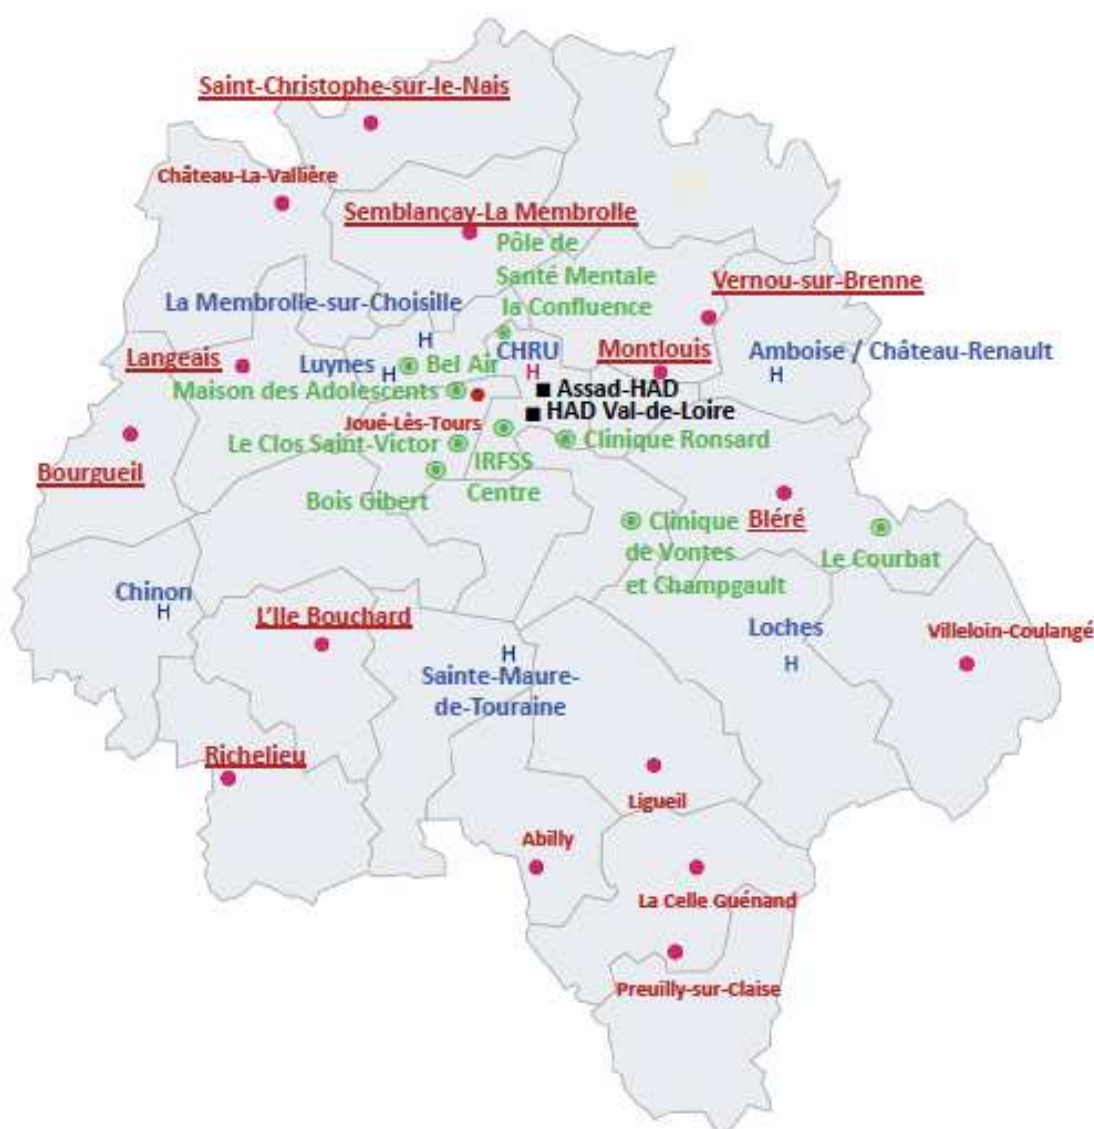 Saint-Christophe-sur-le-Nais
Château-La-Vallière
Semblançay-La Membrolle
Pôle de
Santé Mentale
la Confluence
Vernou-sur-Brenne
La Membrolle-sur-Choisille
H
Langeais
Luynes
H
Bel Air
CHRU
H
Montlouis
Amboise / Château-Renault
H
Maison des Adolescents
Assad-HAD
HAD Val-de-Loire
Joué-Lès-Tours
Le Clos Saint-Victor
IRFSS
Centre
Clinique Ronsard
Bourgueil
Bois Gibert
Clinique
de Vontes
et Champgault
Bléré
Le Courbat
Chinon
H
L'Ile Bouchard
Loches
H
Villeloin-Coulangé
H
Sainte-Maure-
de-Touraine
Richelieu
Ligueil
Abilly
La Celle Guénand
Preuilly-sur-Claise